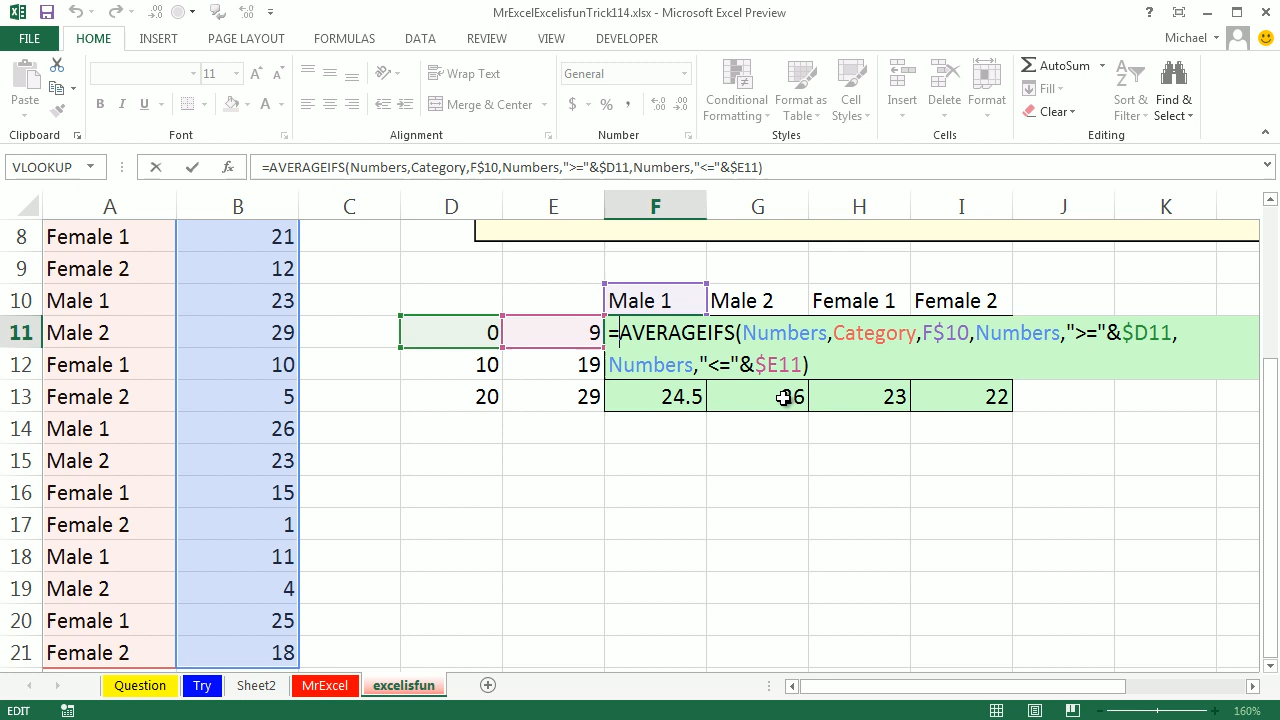 MrExcelExcelisfunTrick114.xlsx - Microsoft Excel Preview
FILE HOME INSERT PAGE LAYOUT FORMULAS DATA REVIEW VIEW DEVELOPER Michael
Paste
Clipboard
11
B I U
Font
Wrap Text
Merge & Center
Alignment
General
$ % ,
Number
Conditional Formatting
Format as Table
Cell Styles
Styles
Insert Delete Format
Cells
AutoSum
Fill
Clear
Sort & Filter
Find & Select
Editing
VLOOKUP =AVERAGEIFS(Numbers,Category,F$10,Numbers,">="&$D11,Numbers,"<="&$E11)
A B C D E F G H I J K
8 Female 1 21
9 Female 2 12
10 Male 1 23 Male 1 Male 2 Female 1 Female 2
11 Male 2 29 0 9 =AVERAGEIFS(Numbers,Category,F$10,Numbers,">="&$D11,
12 Female 1 10 10 19 Numbers,"<="&$E11)
13 Female 2 5 20 29 24.5 6 23 22
14 Male 1 26
15 Male 2 23
16 Female 1 15
17 Female 2 1
18 Male 1 11
19 Male 2 4
20 Female 1 25
21 Female 2 18
Question Try Sheet2 MrExcel excelisfun
EDIT 160%